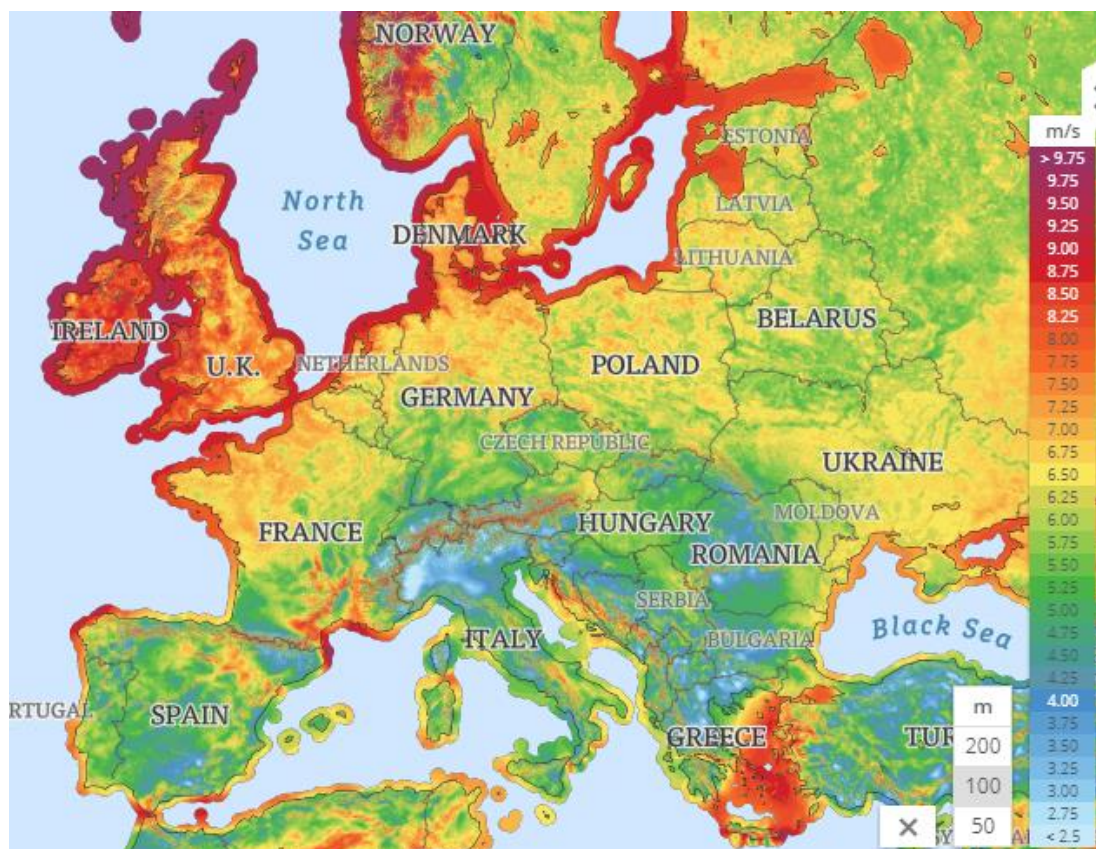 NORWAY
ESTONIA
m/s
> 9.75
9.75
9.50
9.25
9.00
8.75
8.50
8.25
8.00
7.75
7.50
7.25
7.00
6.75
6.50
6.25
6.00
5.75
5.50
5.25
5.00
4.75
4.50
4.25
4.00
3.75
3.50
3.25
3.00
2.75
< 2.5
North
Sea
LATVIA
DENMARK
LITHUANIA
IRELAND
U.K.
NETHERLANDS
BELARUS
POLAND
GERMANY
CZECH REPUBLIC
UKRAINE
FRANCE
HUNGARY
MOLDOVA
ROMANIA
SERBIA
ITALY
BULGARIA
Black Sea
RTUGAL
SPAIN
GREECE
TUR
m
200
100
50